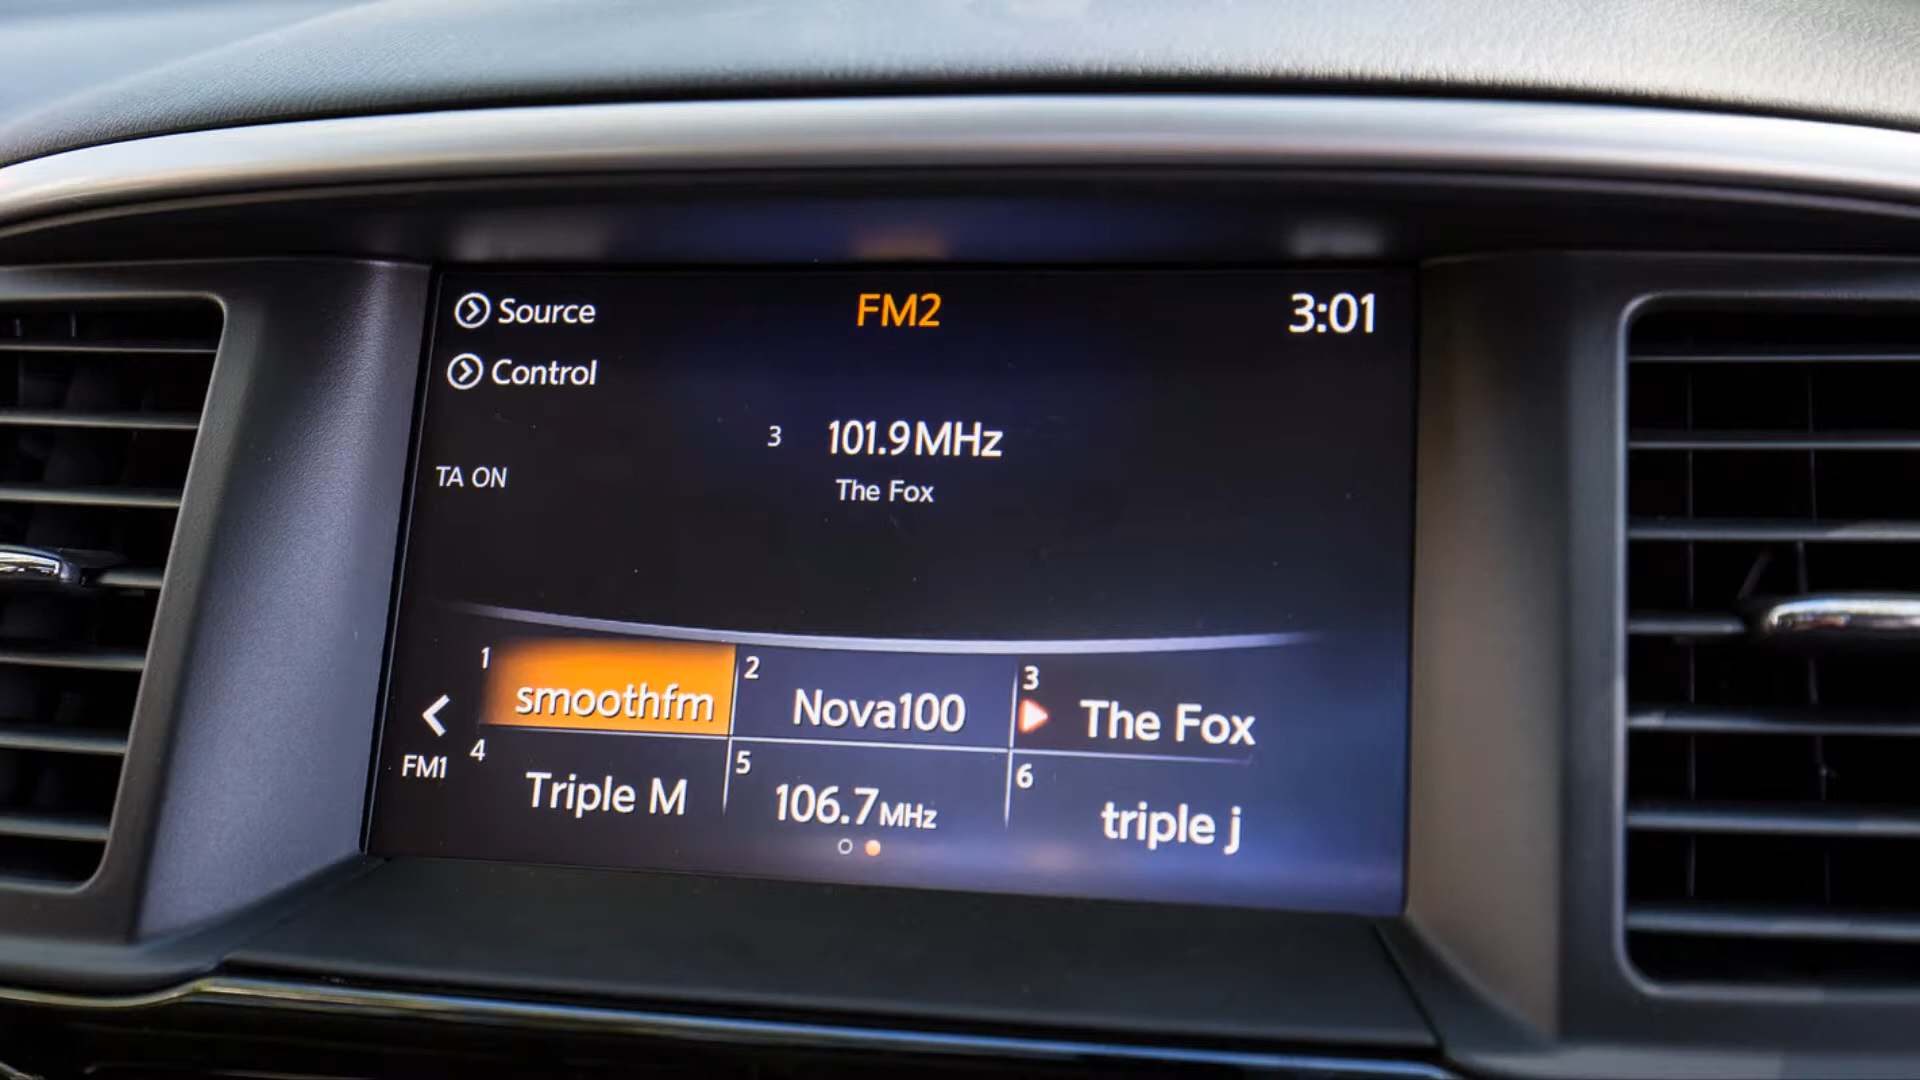 Source
FM2
3:01
Control
3 101.9MHz
TA ON
The Fox
1 smoothfm
2 Nova100
3 The Fox
FM1
4 Triple M
5 106.7MHz
6 triple j